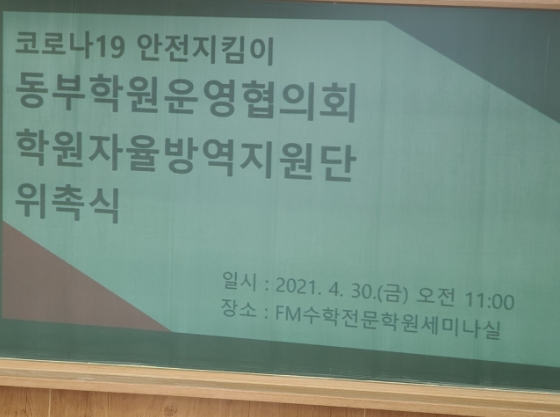 코로나19 안전지킴이
동부학원운영협의회
학원자율방역지원단
위촉식
일시 : 2021. 4. 30.(금) 오전 11:00
장소 : FM수학전문학원세미나실